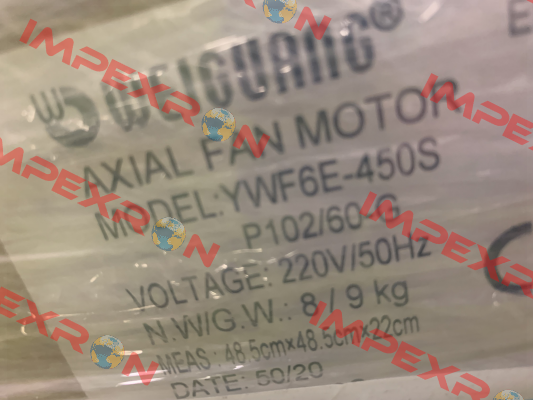 WEIGUANG®
E
AXIAL FAN MOTOR
MODEL:YWF6E-450S
P102/60-G
VOLTAGE: 220V/50Hz
N.W/G.W.: 8 / 9 kg
MEAS : 48.5cm×48.5cm×22cm
DATE: 50/20
IMPEXRON
IMPEXRON
IMPEXRON
IMPEXRON
IMPEXRON
IMPEXRON
IMPEXRON